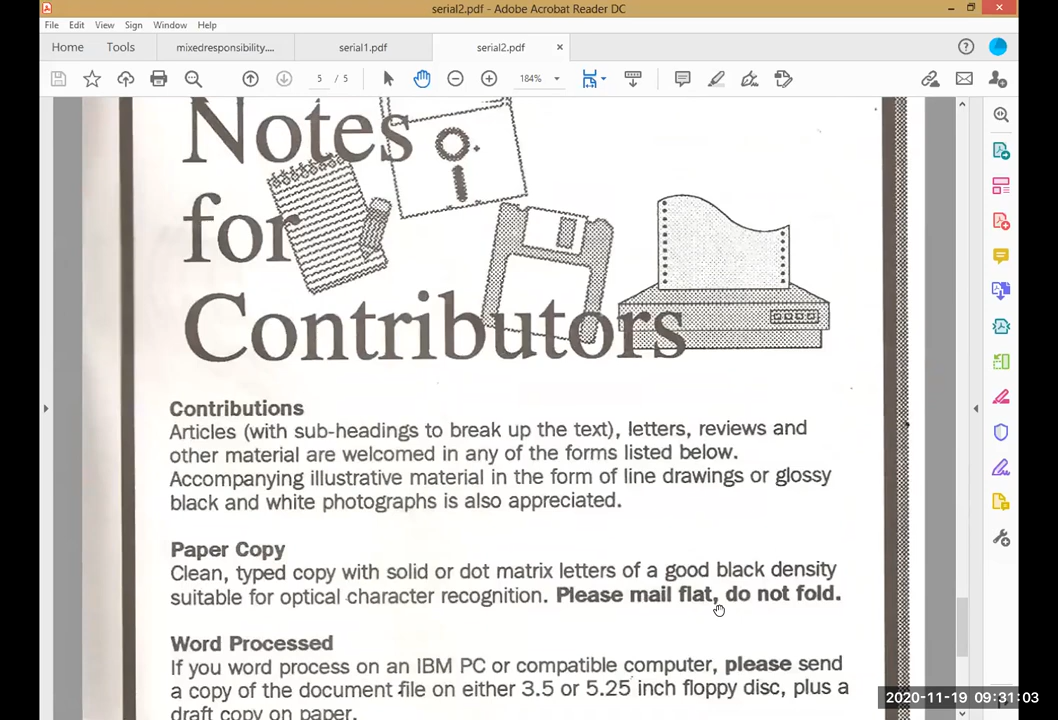 serial2.pdf - Adobe Acrobat Reader DC
File Edit View Sign Window Help
Home Tools mixedresponsibility.... serial1.pdf serial2.pdf
5 / 5 184%
Notes
for
Contributors
Contributions
Articles (with sub-headings to break up the text), letters, reviews and
other material are welcomed in any of the forms listed below.
Accompanying illustrative material in the form of line drawings or glossy
black and white photographs is also appreciated.
Paper Copy
Clean, typed copy with solid or dot matrix letters of a good black density
suitable for optical character recognition. Please mail flat, do not fold.
Word Processed
If you word process on an IBM PC or compatible computer, please send
a copy of the document file on either 3.5 or 5.25 inch floppy disc, plus a
draft copy on paper.
2020-11-19 09:31:03